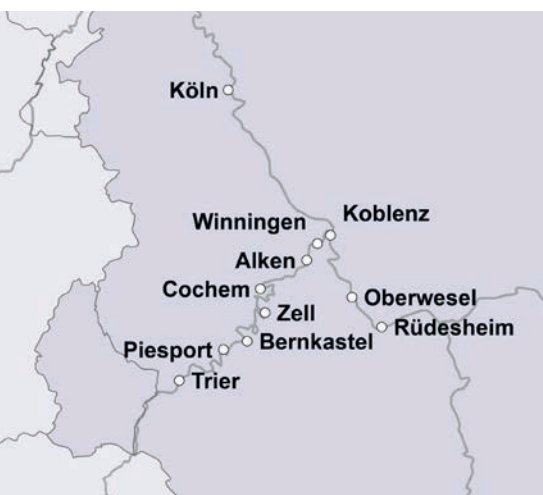 Köln
Koblenz
Winningen
Alken
Cochem
Oberwesel
Zell
Rüdesheim
Bernkastel
Piesport
Trier